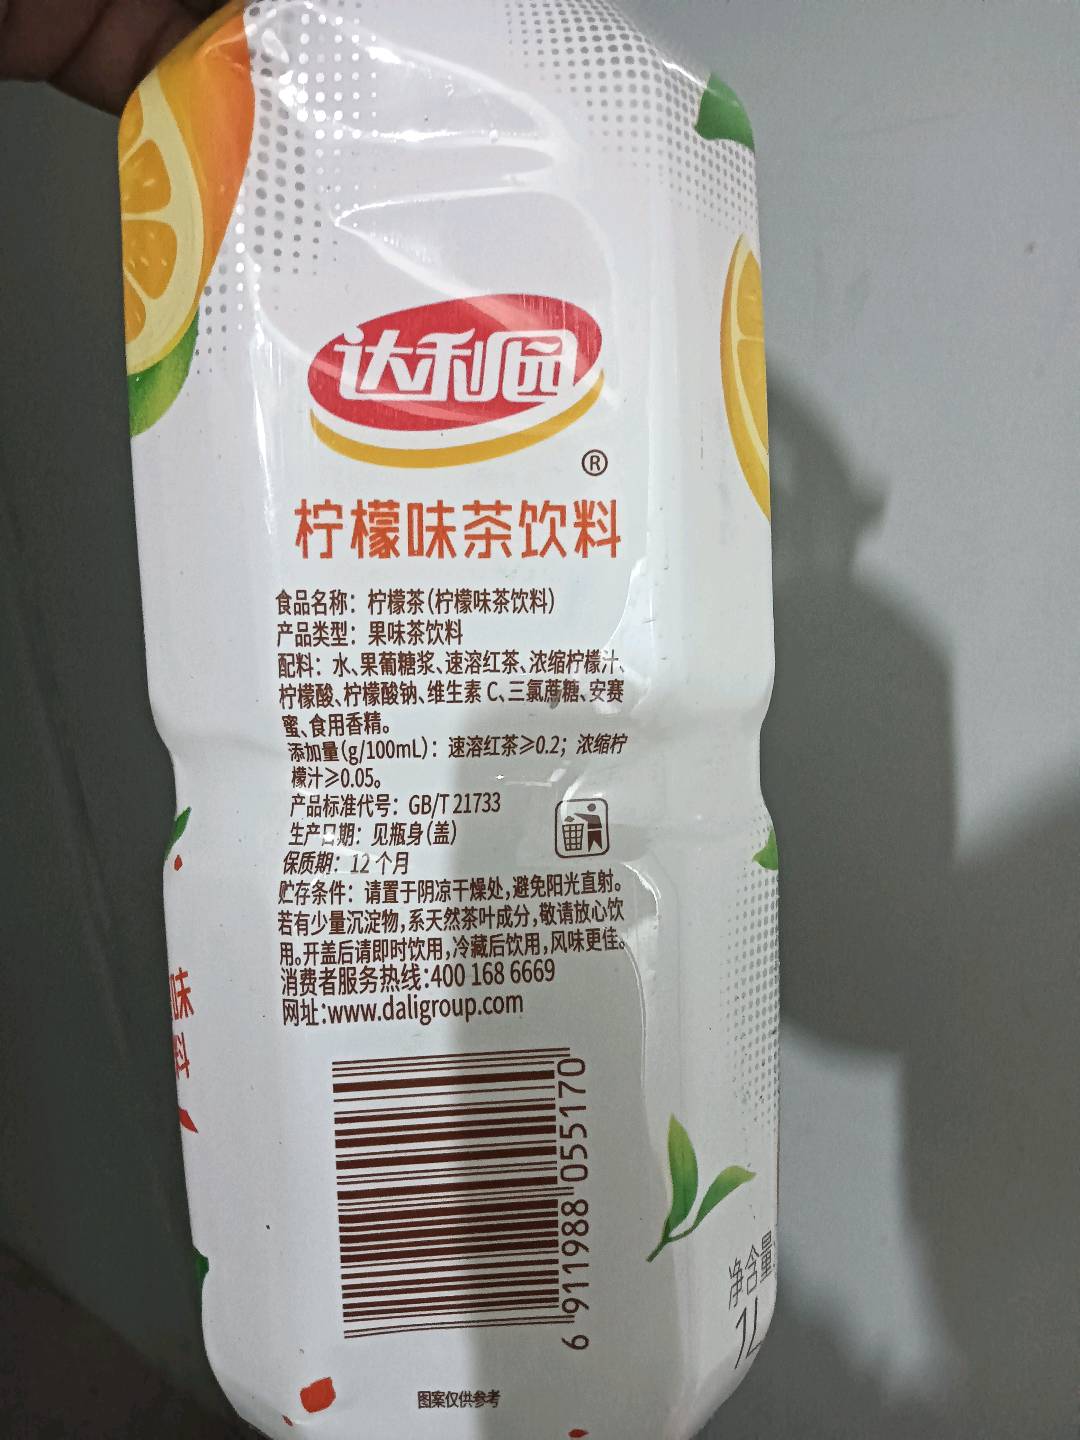 达利园
®
柠檬味茶饮料
食品名称：柠檬茶(柠檬味茶饮料)
产品类型：果味茶饮料
配料：水、果葡糖浆、速溶红茶、浓缩柠檬汁、
柠檬酸、柠檬酸钠、维生素C、三氯蔗糖、安赛
蜜、食用香精。
添加量(g/100mL)：速溶红茶≥0.2；浓缩柠
檬汁≥0.05。
产品标准代号：GB/T 21733
生产日期：见瓶身(盖)
保质期：12个月
贮存条件：请置于阴凉干燥处,避免阳光直射。
若有少量沉淀物,系天然茶叶成分,敬请放心饮
用。开盖后请即时饮用,冷藏后饮用,风味更佳。
消费者服务热线:400 168 6669
网址:www.daligroup.com
6 911988 055170
图案仅供参考
味
料
净含量:
1L